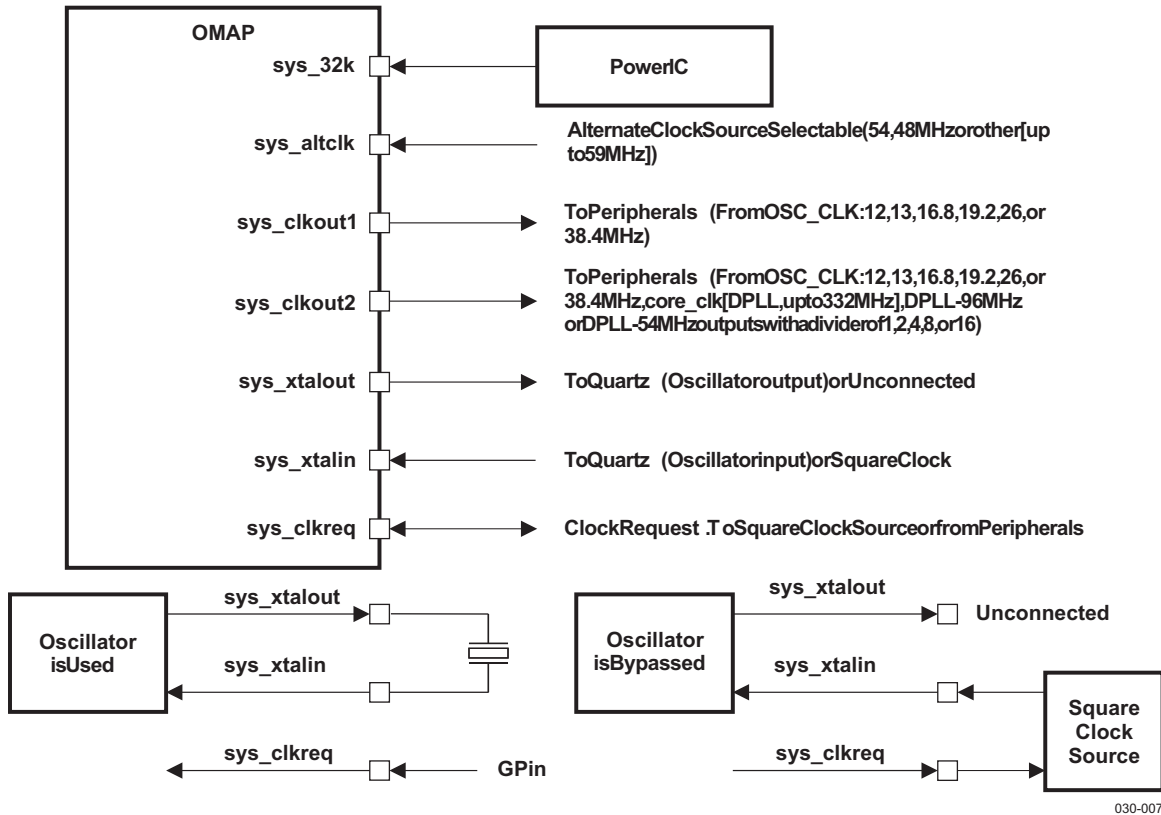 OMAP
sys_32k
PowerIC
sys_altclk
AlternateClockSourceSelectable(54,48MHzorother[up
to59MHz])
sys_clkout1
ToPeripherals (FromOSC_CLK:12,13,16.8,19.2,26,or
38.4MHz)
sys_clkout2
ToPeripherals (FromOSC_CLK:12,13,16.8,19.2,26,or
38.4MHz,core_clk[DPLL,upto332MHz],DPLL-96MHz
orDPLL-54MHzoutputswithadividerof1,2,4,8,or16)
sys_xtalout
ToQuartz (Oscillatoroutput)orUnconnected
sys_xtalin
ToQuartz (Oscillatorinput)orSquareClock
sys_clkreq
ClockRequest .ToSquareClockSourceorfromPeripherals
Oscillator
isUsed
sys_xtalout
sys_xtalin
sys_clkreq
GPin
Oscillator
isBypassed
sys_xtalout
Unconnected
sys_xtalin
sys_clkreq
Square
Clock
Source
030-007